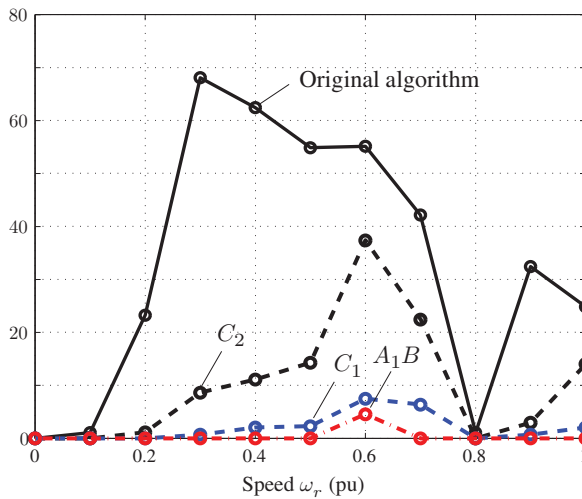 80
Original algorithm
60
40
20
C₂
C₁
A₁B
0
0 0.2 0.4 0.6 0.8 1
Speed ωᵣ (pu)